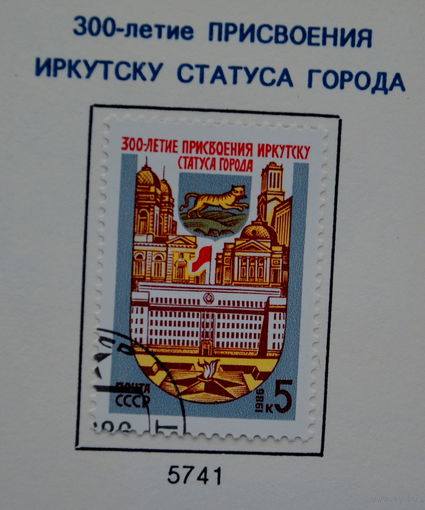 300-летие ПРИСВОЕНИЯ
ИРКУТСКУ СТАТУСА ГОРОДА
300-ЛЕТИЕ ПРИСВОЕНИЯ ИРКУТСКУ
СТАТУСА ГОРОДА
ПОЧТА
СССР
1986
5 К
5741